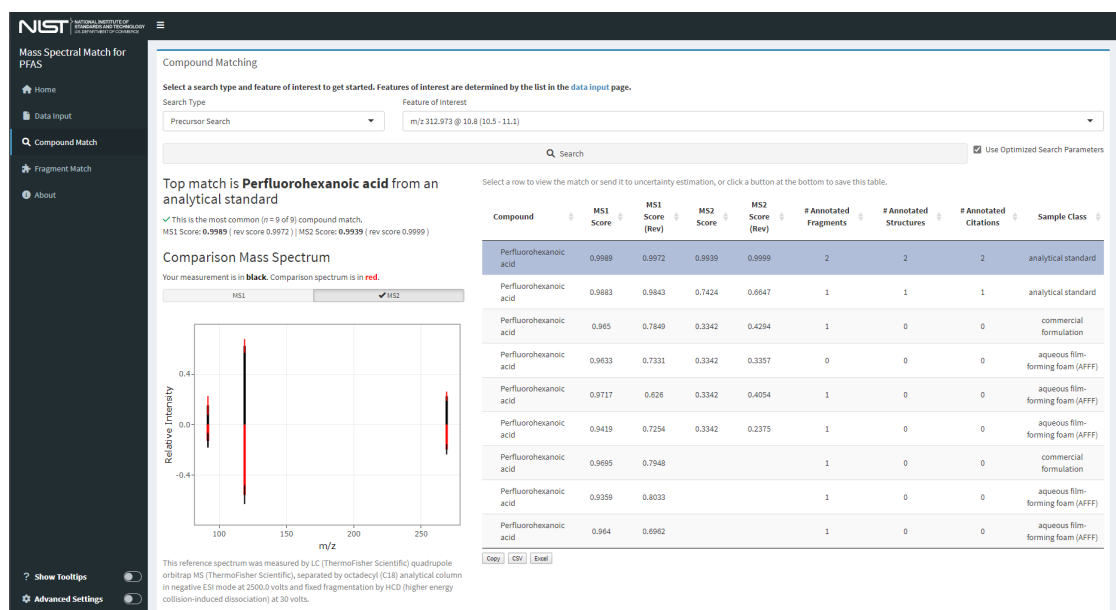 NIST NATIONAL INSTITUTE OF
STANDARDS AND TECHNOLOGY
U.S. DEPARTMENT OF COMMERCE
Mass Spectral Match for
PFAS
Home
Data Input
Compound Match
Fragment Match
About
? Show Tooltips
Advanced Settings
Compound Matching
Select a search type and feature of interest to get started. Features of interest are determined by the list in the data input page.
Search Type Feature of Interest
Precursor Search m/z 312.973 @ 10.8 (10.5 - 11.1)
Search Use Optimized Search Parameters
Top match is Perfluorohexanoic acid from an
analytical standard
This is the most common (n = 9 of 9) compound match.
MS1 Score: 0.9989 ( rev score 0.9972 ) | MS2 Score: 0.9939 ( rev score 0.9999 )
Comparison Mass Spectrum
Your measurement is in black. Comparison spectrum is in red.
MS1 MS2
Relative Intensity
0.4
0.0
-0.4
100 150 200 250
m/z
This reference spectrum was measured by LC (ThermoFisher Scientific) quadrupole
orbitrap MS (ThermoFisher Scientific), separated by octadecyl (C18) analytical column
in negative ESI mode at 2500.0 volts and fixed fragmentation by HCD (higher energy
collision-induced dissociation) at 30 volts.
Select a row to view the match or send it to uncertainty estimation, or click a button at the bottom to save this table.
Compound MS1 Score MS1 Score (Rev) MS2 Score MS2 Score (Rev) # Annotated Fragments # Annotated Structures # Annotated Citations Sample Class
Perfluorohexanoic acid 0.9989 0.9972 0.9939 0.9999 2 2 2 analytical standard
Perfluorohexanoic acid 0.9883 0.9843 0.7424 0.6647 1 1 1 analytical standard
Perfluorohexanoic acid 0.965 0.7849 0.3342 0.4294 1 0 0 commercial formulation
Perfluorohexanoic acid 0.9633 0.7331 0.3342 0.3357 0 0 0 aqueous film-forming foam (AFFF)
Perfluorohexanoic acid 0.9717 0.626 0.3342 0.4054 1 0 0 aqueous film-forming foam (AFFF)
Perfluorohexanoic acid 0.9419 0.7254 0.3342 0.2375 1 0 0 aqueous film-forming foam (AFFF)
Perfluorohexanoic acid 0.9695 0.7948 1 0 0 commercial formulation
Perfluorohexanoic acid 0.9359 0.8033 1 0 0 aqueous film-forming foam (AFFF)
Perfluorohexanoic acid 0.964 0.6962 1 0 0 aqueous film-forming foam (AFFF)
Copy CSV Excel